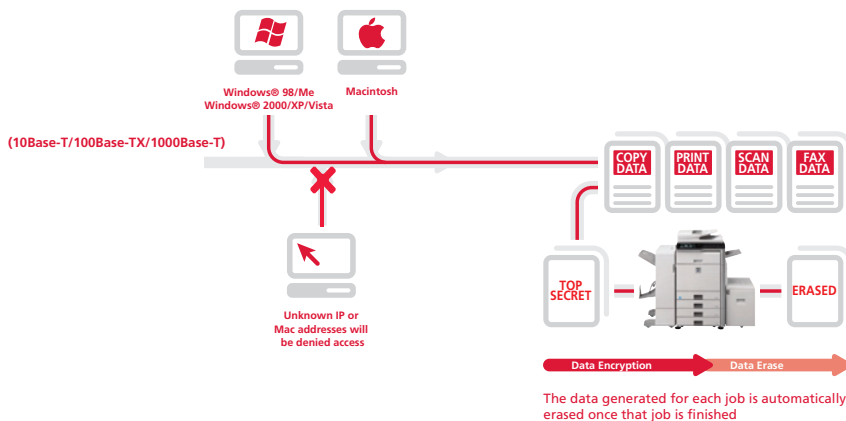 Windows® 98/Me
Windows® 2000/XP/Vista
Macintosh
(10Base-T/100Base-TX/1000Base-T)
COPY
DATA
PRINT
DATA
SCAN
DATA
FAX
DATA
Unknown IP or
Mac addresses will
be denied access
TOP
SECRET
ERASED
Data Encryption
Data Erase
The data generated for each job is automatically
erased once that job is finished